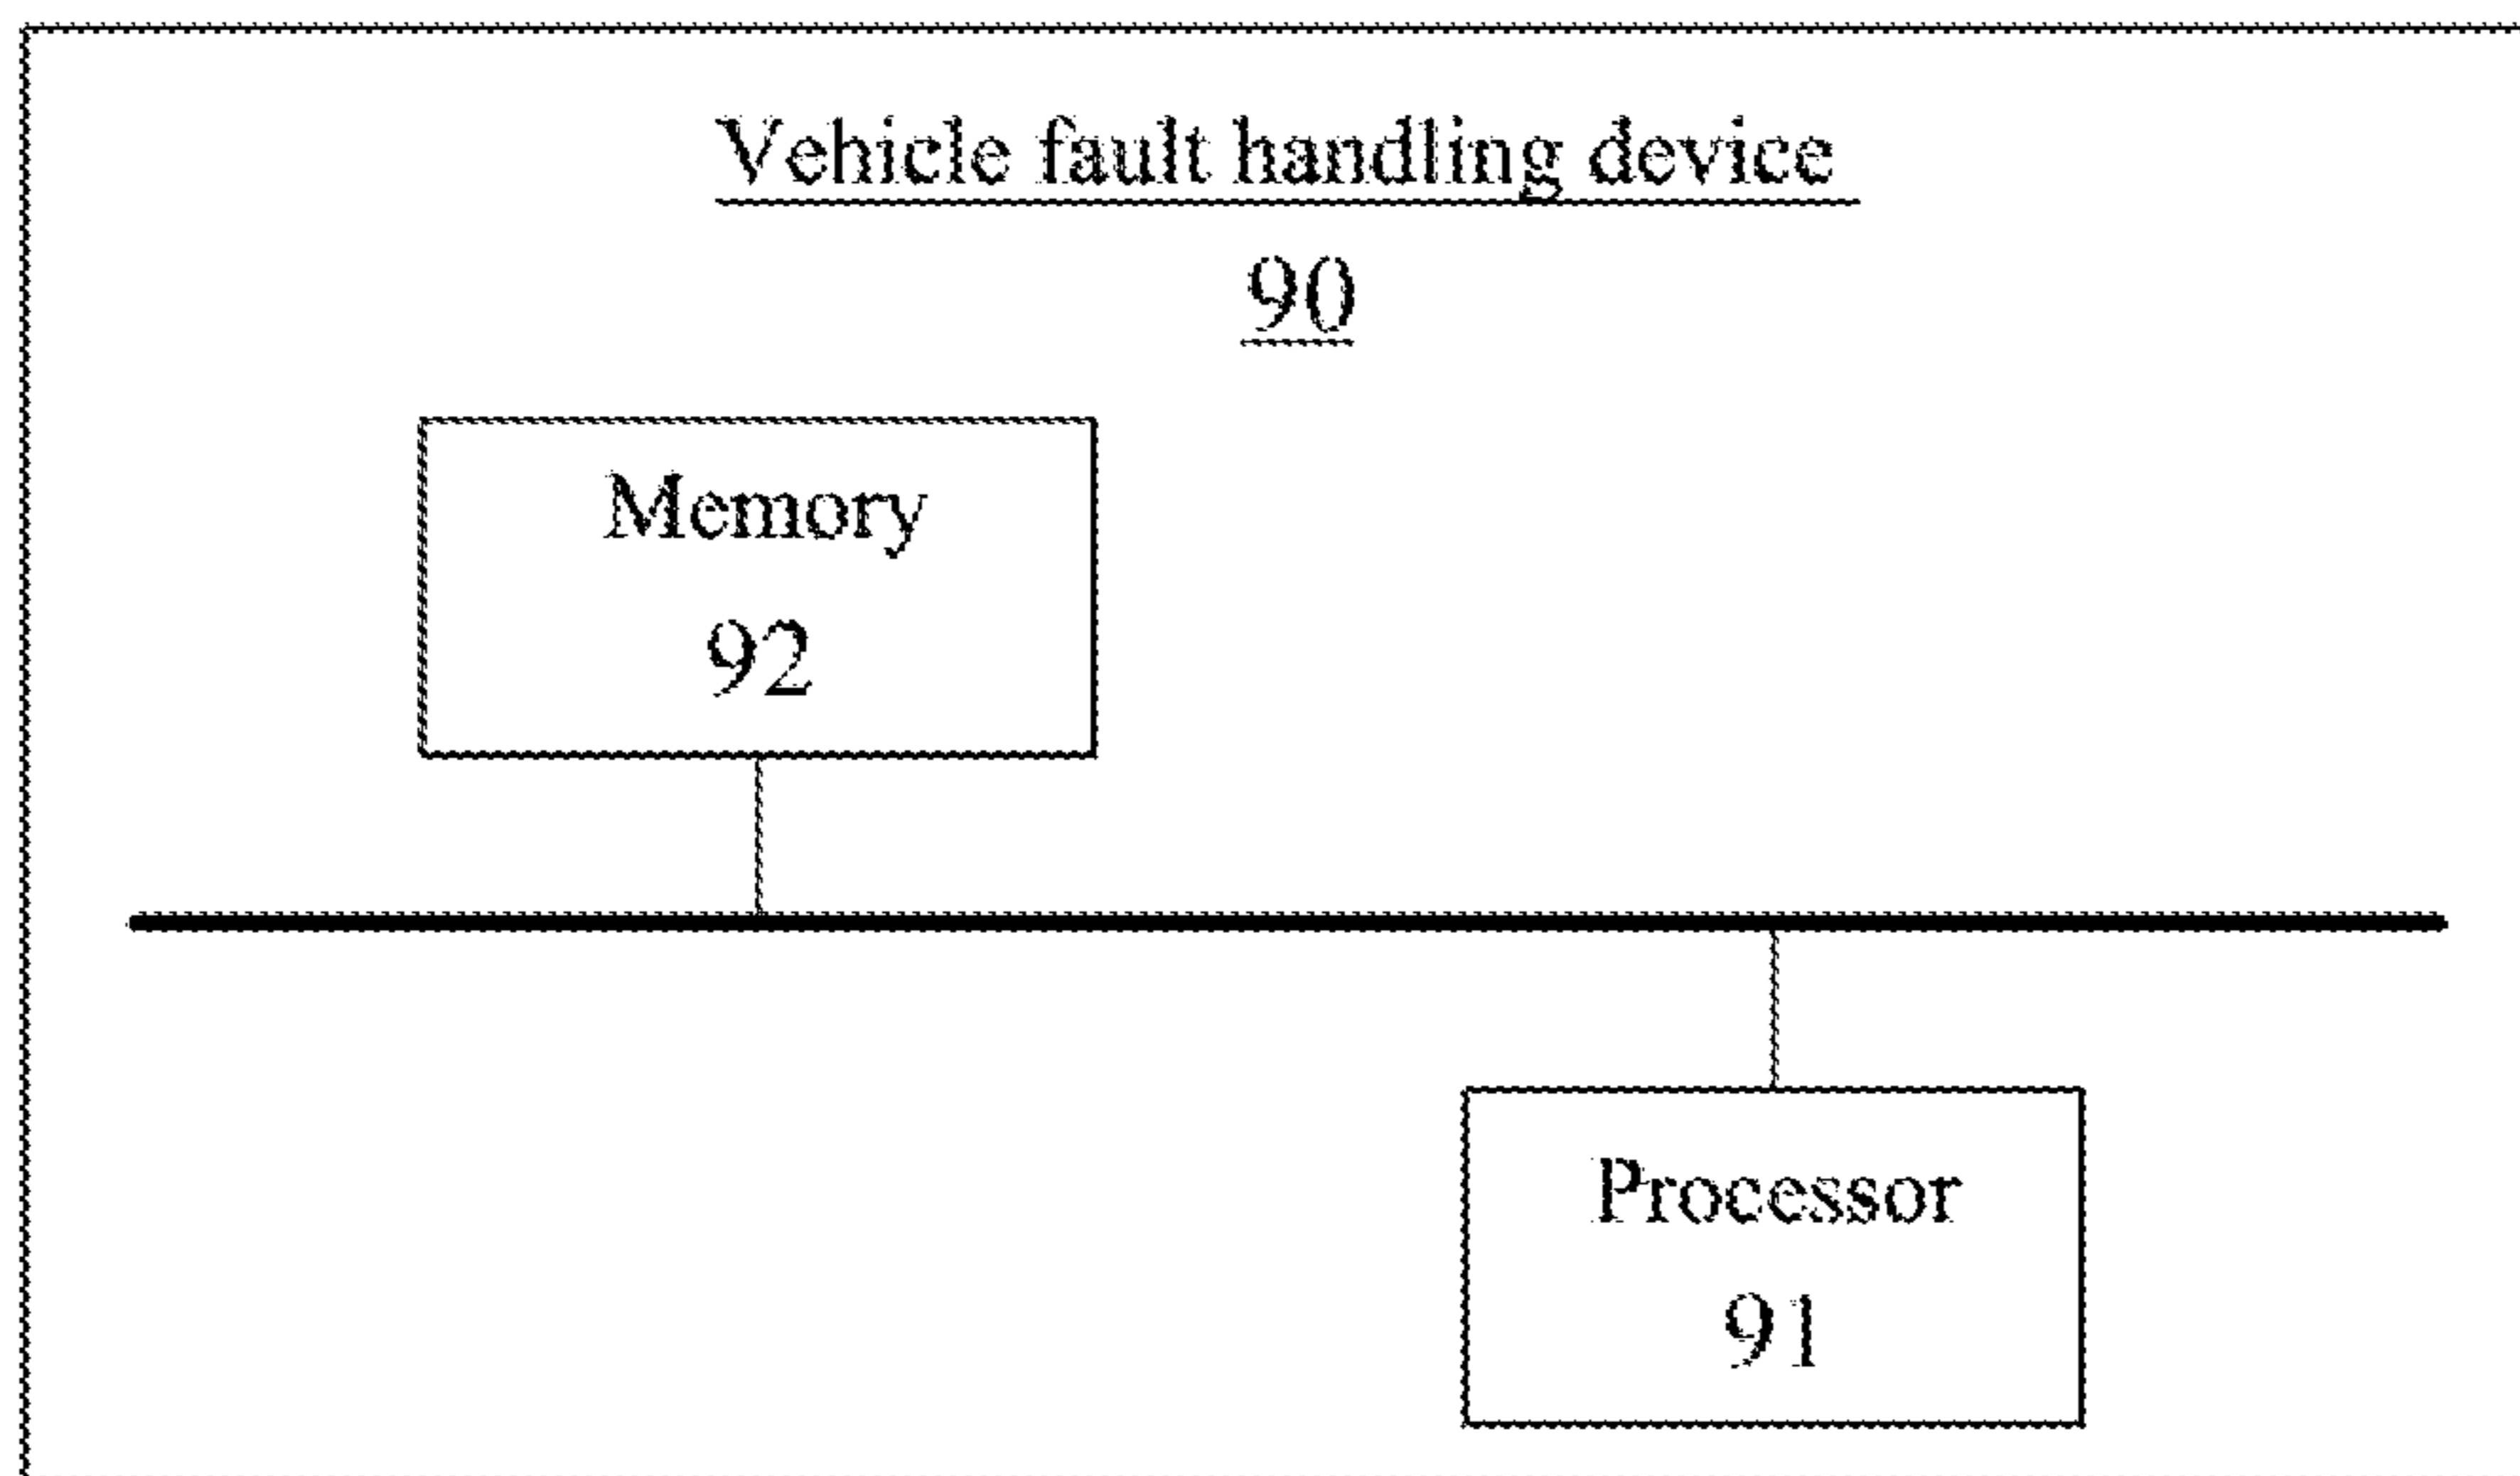 Vehicle fault handling device
90
Memory
92
Processor
91